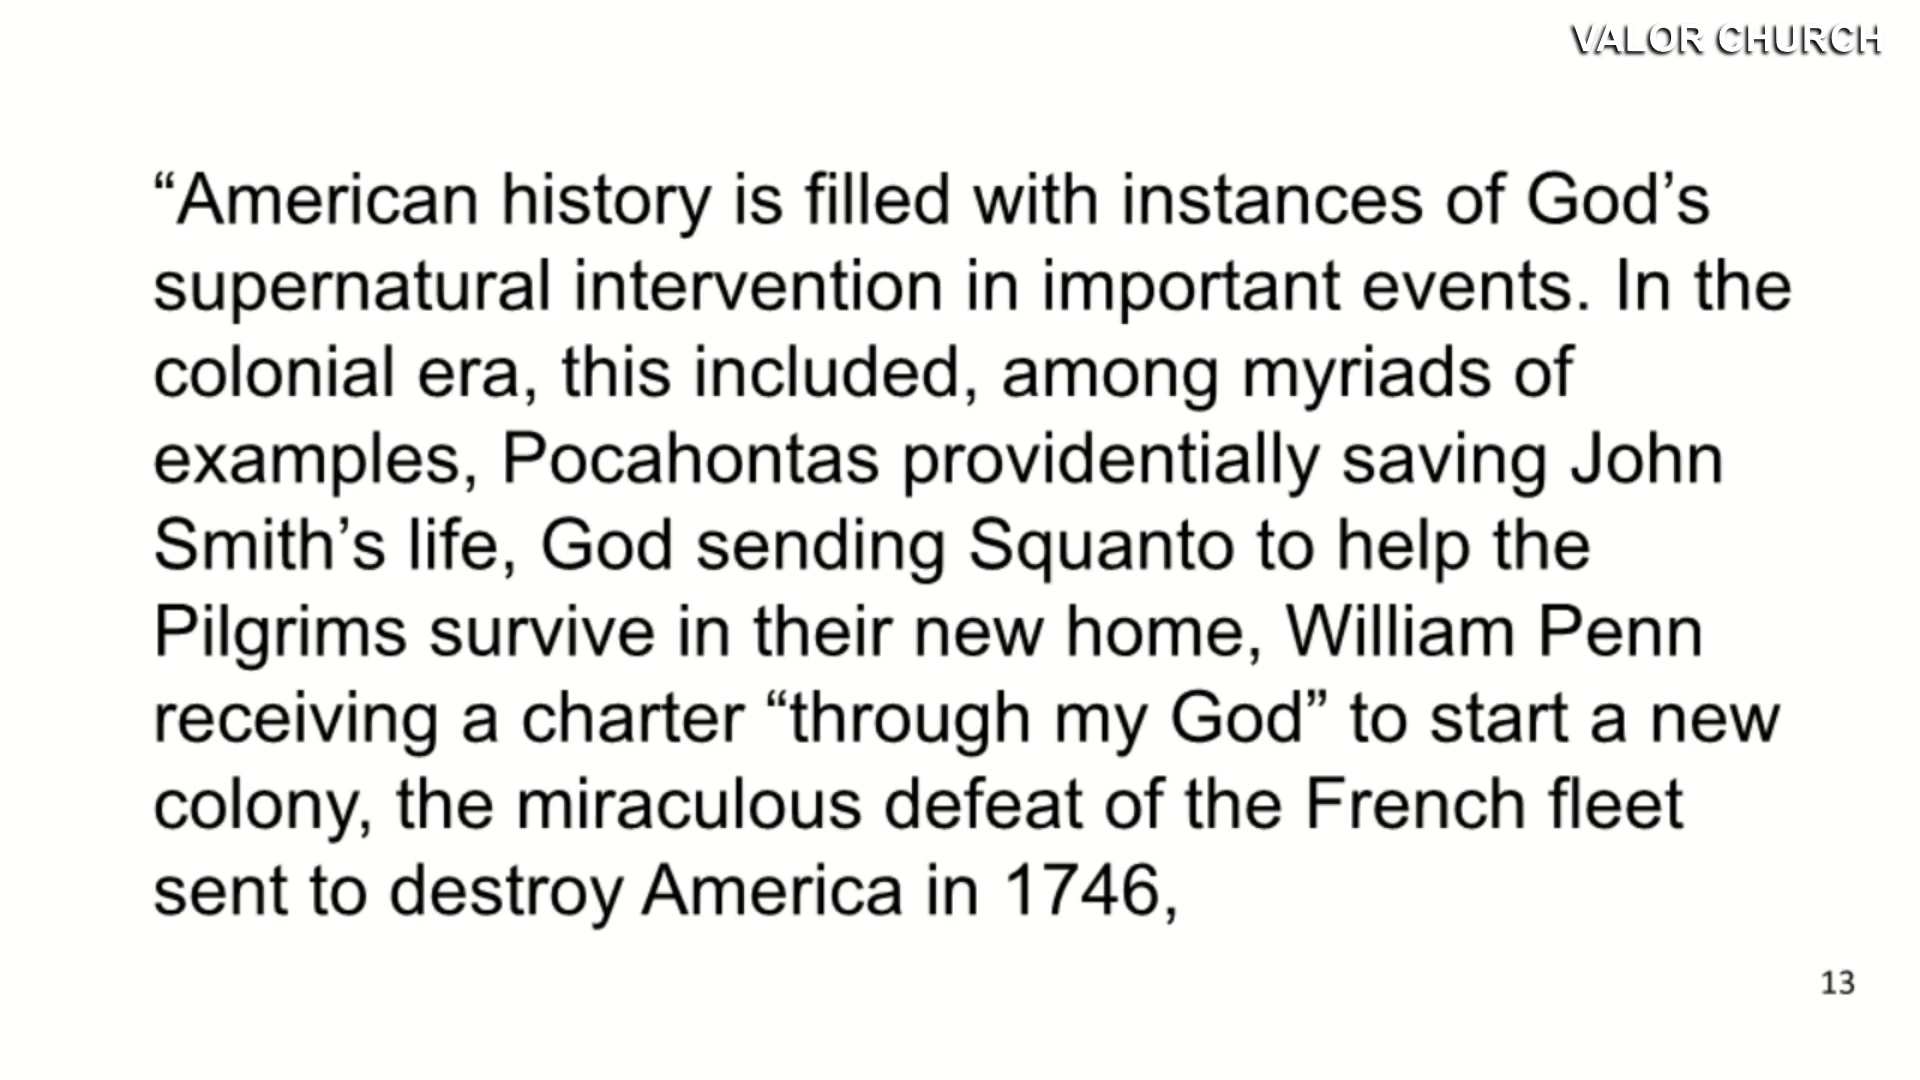 VALOR CHURCH
“American history is filled with instances of God’s
supernatural intervention in important events. In the
colonial era, this included, among myriads of
examples, Pocahontas providentially saving John
Smith’s life, God sending Squanto to help the
Pilgrims survive in their new home, William Penn
receiving a charter “through my God” to start a new
colony, the miraculous defeat of the French fleet
sent to destroy America in 1746,
13